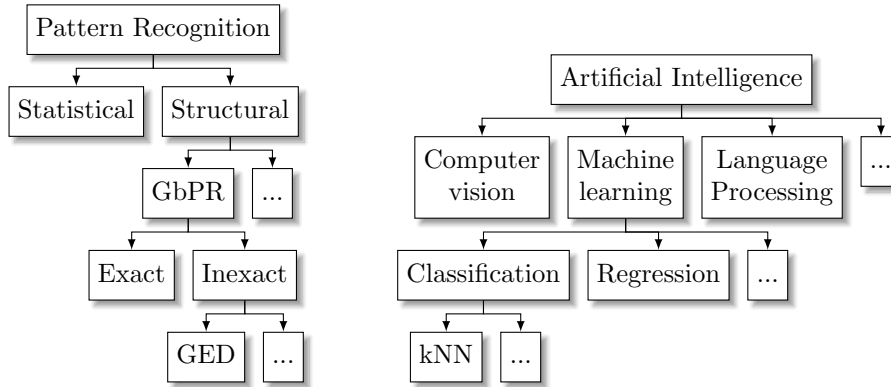 Pattern Recognition
Statistical
Structural
GbPR
...
Exact
Inexact
GED
...
Artificial Intelligence
Computer
vision
Machine
learning
Language
Processing
...
Classification
Regression
...
kNN
...